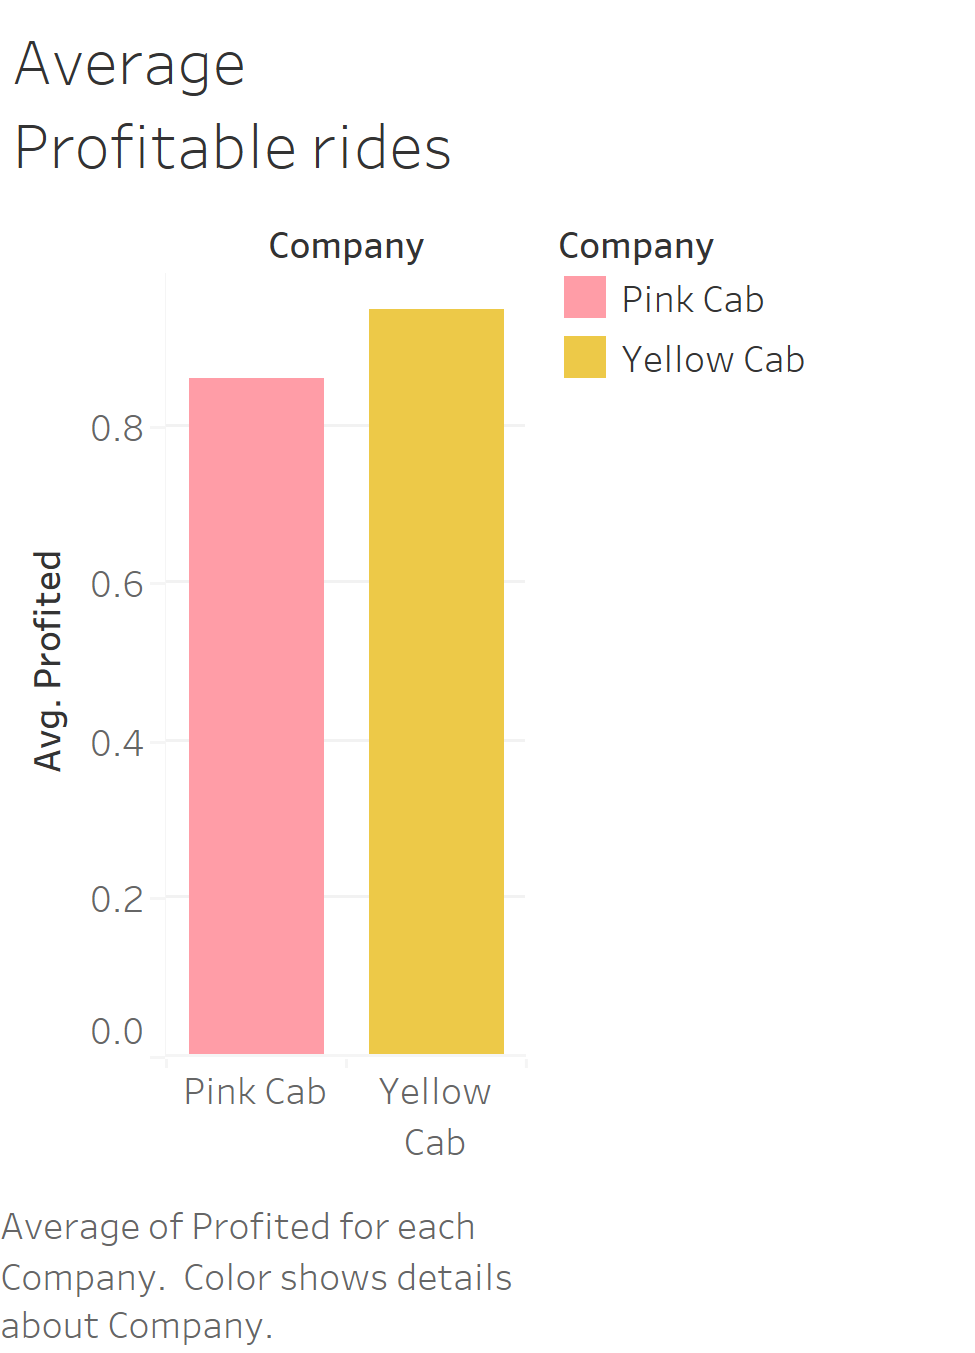 Average
Profitable rides
Company
Company
Pink Cab
Yellow Cab
0.8
0.6
0.4
0.2
0.0
Avg. Profited
Pink Cab
Yellow
Cab
Average of Profited for each
Company.  Color shows details
about Company.